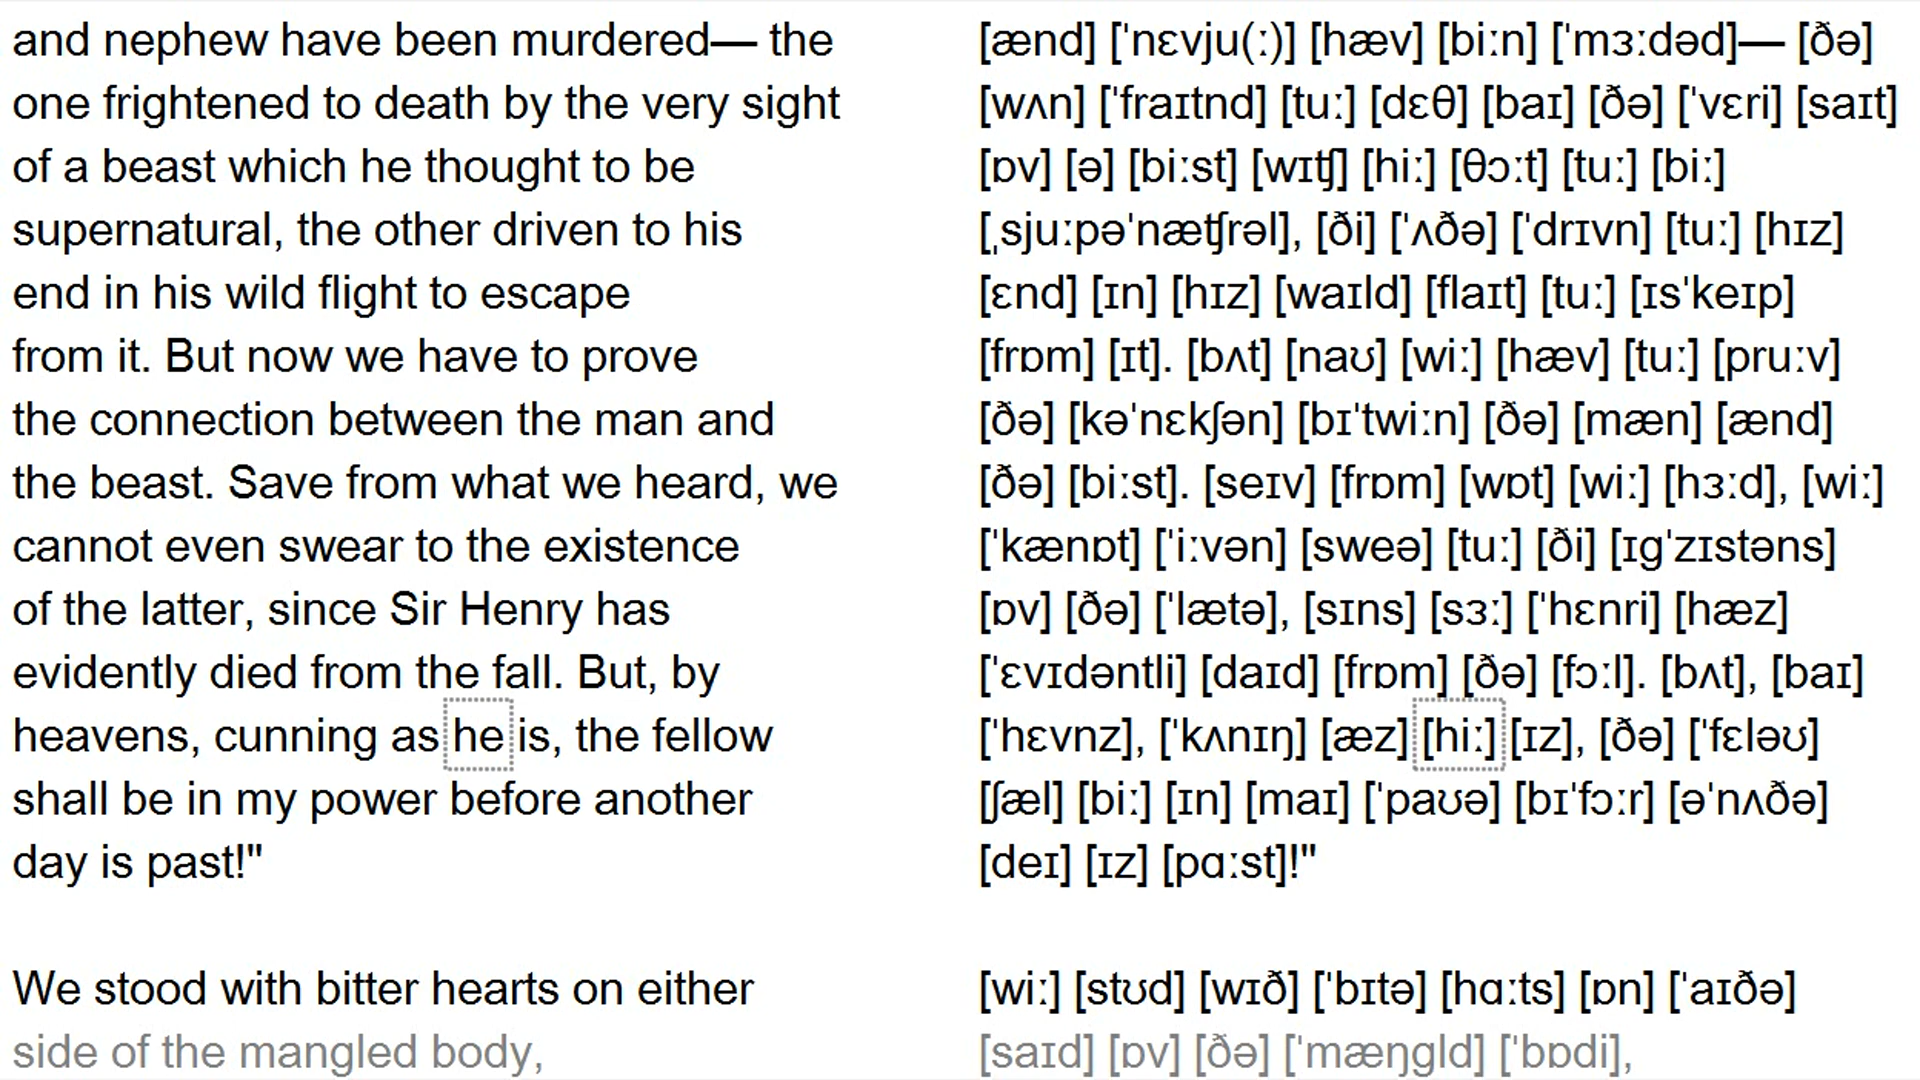 and nephew have been murdered— the
one frightened to death by the very sight
of a beast which he thought to be
supernatural, the other driven to his
end in his wild flight to escape
from it. But now we have to prove
the connection between the man and
the beast. Save from what we heard, we
cannot even swear to the existence
of the latter, since Sir Henry has
evidently died from the fall. But, by
heavens, cunning as he is, the fellow
shall be in my power before another
day is past!"
We stood with bitter hearts on either
side of the mangled body,
[ænd] [ˈnɛvju(ː)] [hæv] [biːn] [ˈmɜːdəd]— [ðə]
[wʌn] [ˈfraɪtnd] [tuː] [dɛθ] [baɪ] [ðə] [ˈvɛri] [saɪt]
[ɒv] [ə] [biːst] [wɪʧ] [hiː] [θɔːt] [tuː] [biː]
[ˌsjuːpəˈnæʧrəl], [ði] [ˈʌðə] [ˈdrɪvn] [tuː] [hɪz]
[ɛnd] [ɪn] [hɪz] [waɪld] [flaɪt] [tuː] [ɪsˈkeɪp]
[frɒm] [ɪt]. [bʌt] [naʊ] [wiː] [hæv] [tuː] [pruːv]
[ðə] [kəˈnɛkʃən] [bɪˈtwiːn] [ðə] [mæn] [ænd]
[ðə] [biːst]. [seɪv] [frɒm] [wɒt] [wiː] [hɜːd], [wiː]
[ˈkænɒt] [ˈiːvən] [sweə] [tuː] [ði] [ɪgˈzɪstəns]
[ɒv] [ðə] [ˈlætə], [sɪns] [sɜː] [ˈhɛnri] [hæz]
[ˈɛvɪdəntli] [daɪd] [frɒm] [ðə] [fɔːl]. [bʌt], [baɪ]
[ˈhɛvnz], [ˈkʌnɪŋ] [æz] [hiː] [ɪz], [ðə] [ˈfɛləʊ]
[ʃæl] [biː] [ɪn] [maɪ] [ˈpaʊə] [bɪˈfɔːr] [əˈnʌðə]
[deɪ] [ɪz] [pɑːst]!"
[wiː] [stʊd] [wɪð] [ˈbɪtə] [hɑːts] [ɒn] [ˈaɪðə]
[saɪd] [ɒv] [ðə] [ˈmæŋgld] [ˈbɒdi],